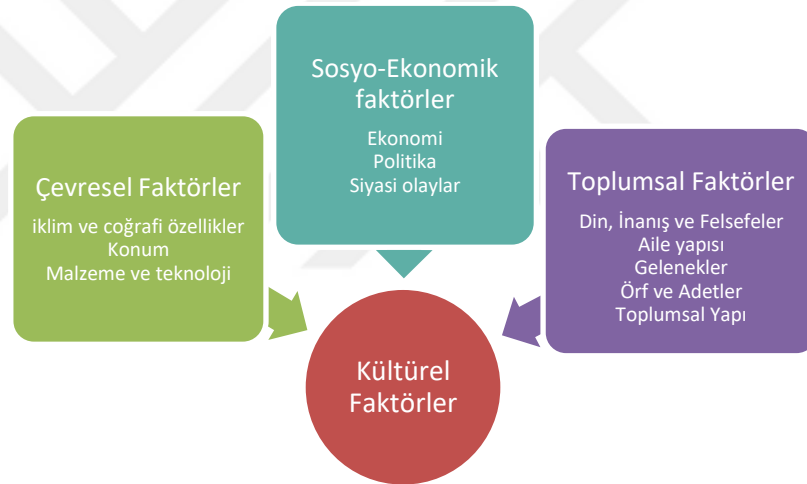 Sosyo-Ekonomik
faktörler
Ekonomi
Politika
Siyasi olaylar
Çevresel Faktörler
iklim ve coğrafi özellikler
Konum
Malzeme ve teknoloji
Toplumsal Faktörler
Din, İnanış ve Felsefeler
Aile yapısı
Gelenekler
Örf ve Adetler
Toplumsal Yapı
Kültürel
Faktörler